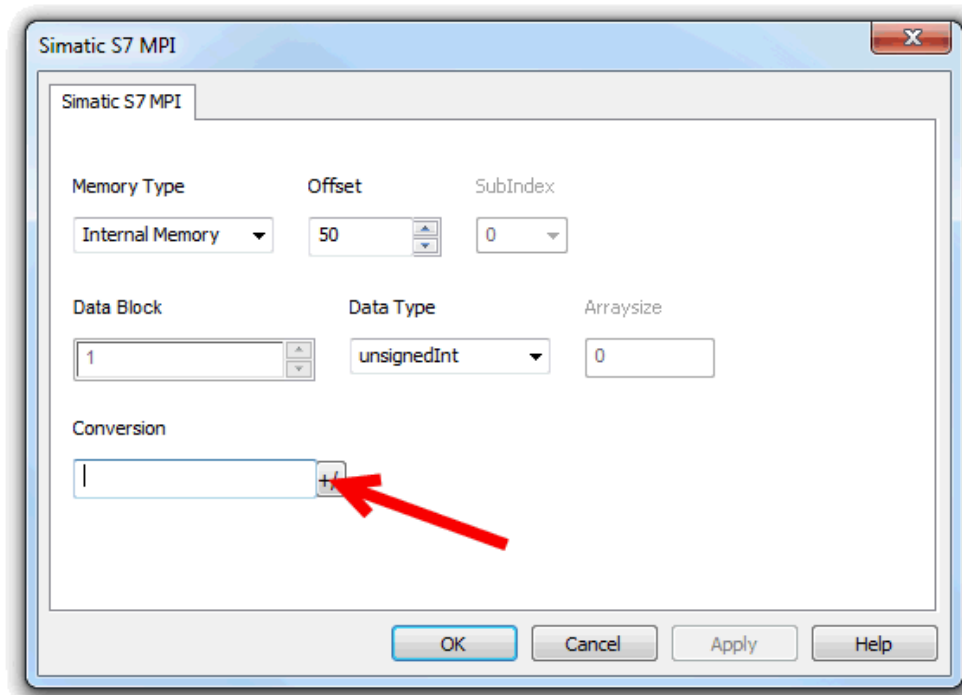 Simatic S7 MPI
Simatic S7 MPI
Memory Type Offset SubIndex
Internal Memory 50 0
Data Block Data Type Arraysize
1 unsignedInt 0
Conversion
+/
OK Cancel Apply Help